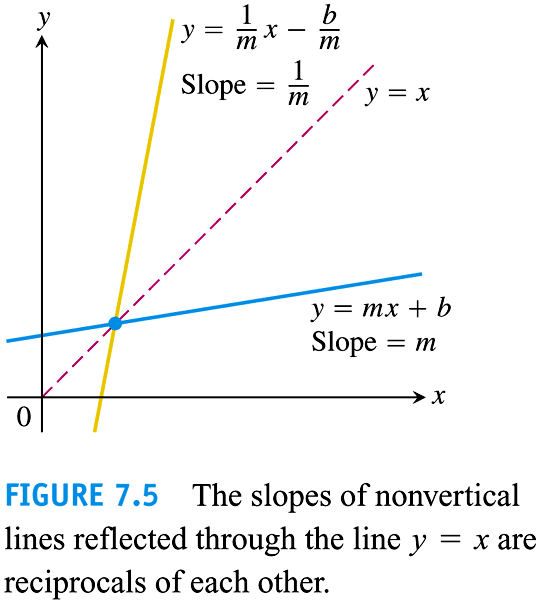 y
y = 1/m x − b/m
Slope = 1/m
y = x
y = mx + b
Slope = m
x
0
FIGURE 7.5 The slopes of nonvertical
lines reflected through the line y = x are
reciprocals of each other.